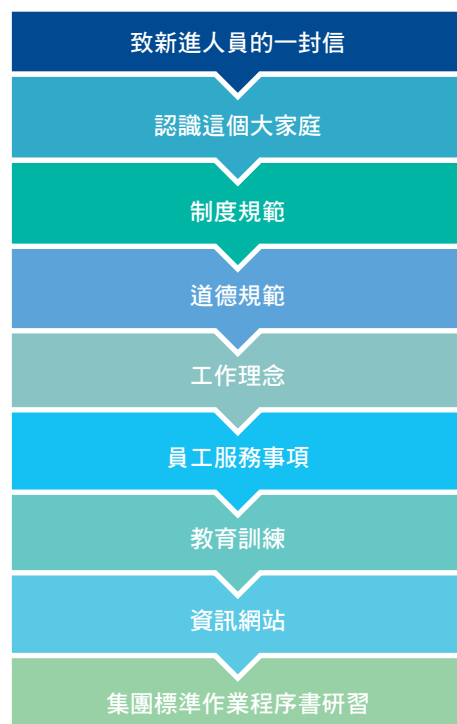 致新進人員的一封信
認識這個大家庭
制度規範
道德規範
工作理念
員工服務事項
教育訓練
資訊網站
集團標準作業程序書研習